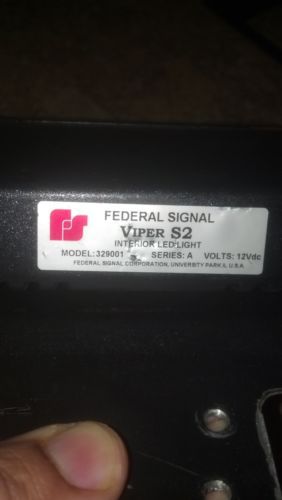 FEDERAL SIGNAL
VIPER S2
INTERIOR LED LIGHT
MODEL: 329001 SERIES: A VOLTS: 12Vdc
FEDERAL SIGNAL CORPORATION, UNIVERSITY PARK, IL U.S.A.